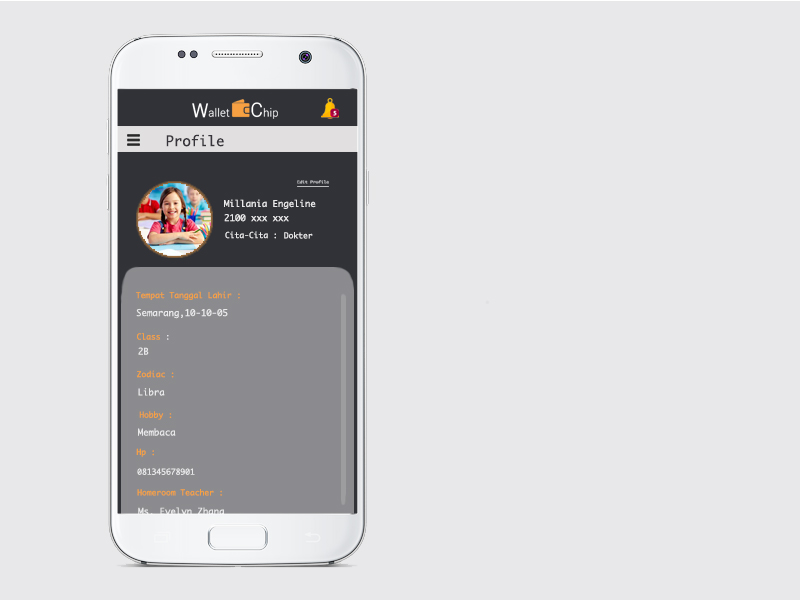 Wallet Chip
Profile
Edit Profile
Millania Engeline
2100 xxx xxx
Cita-Cita : Dokter
Tempat Tanggal Lahir :
Semarang,10-10-05
Class :
2B
Zodiac :
Libra
Hobby :
Membaca
Hp :
081345678901
Homeroom Teacher :
Ms. Evelyn Zhang